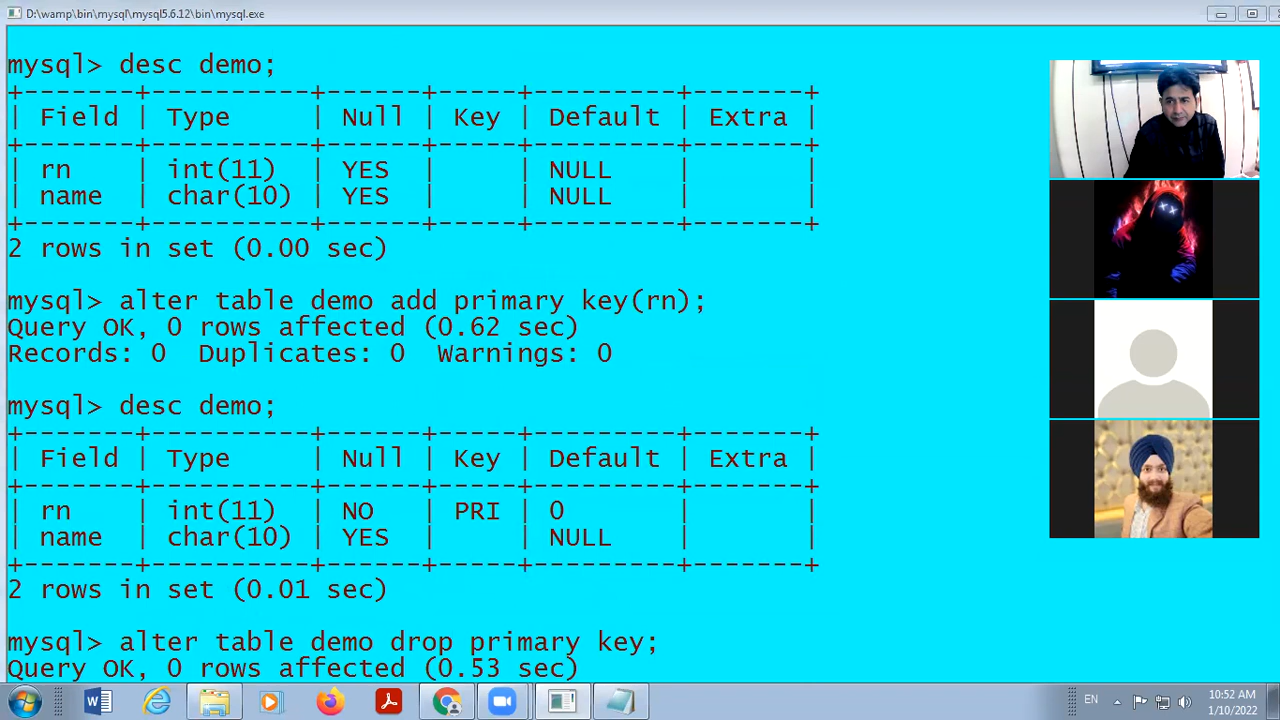 D:\wamp\bin\mysql\mysql5.6.12\bin\mysql.exe
mysql> desc demo;
+-------+----------+------+-----+---------+-------+
| Field | Type     | Null | Key | Default | Extra |
+-------+----------+------+-----+---------+-------+
| rn    | int(11)  | YES  |     | NULL    |       |
| name  | char(10) | YES  |     | NULL    |       |
+-------+----------+------+-----+---------+-------+
2 rows in set (0.00 sec)
mysql> alter table demo add primary key(rn);
Query OK, 0 rows affected (0.62 sec)
Records: 0  Duplicates: 0  Warnings: 0
mysql> desc demo;
+-------+----------+------+-----+---------+-------+
| Field | Type     | Null | Key | Default | Extra |
+-------+----------+------+-----+---------+-------+
| rn    | int(11)  | NO   | PRI | 0       |       |
| name  | char(10) | YES  |     | NULL    |       |
+-------+----------+------+-----+---------+-------+
2 rows in set (0.01 sec)
mysql> alter table demo drop primary key;
Query OK, 0 rows affected (0.53 sec)
EN
10:52 AM
1/10/2022